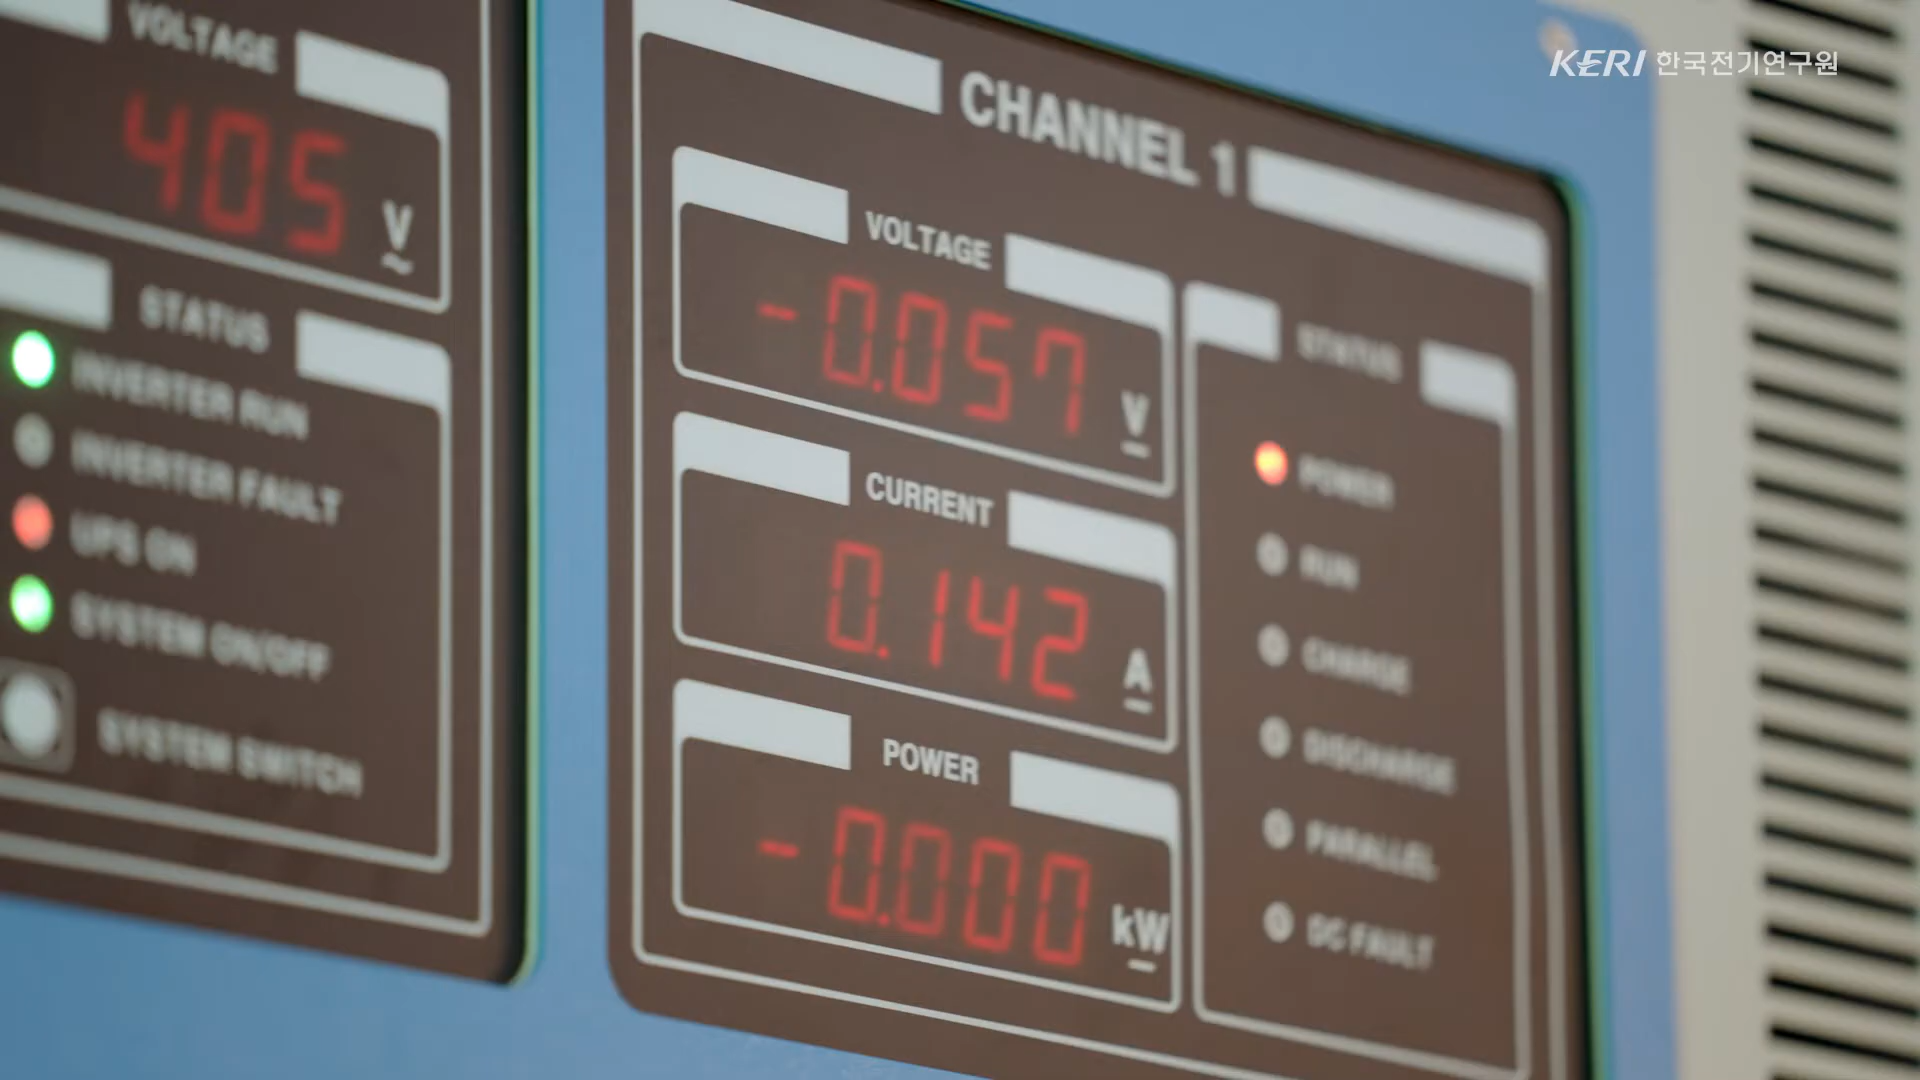 KERI 한국전기연구원
VOLTAGE
405 V
STATUS
INVERTER RUN
INVERTER FAULT
UPS ON
SYSTEM ON/OFF
SYSTEM SWITCH
CHANNEL 1
VOLTAGE
-0.057 V
CURRENT
0.142 A
POWER
-0.000 kW
STATUS
POWER
RUN
CHARGE
DISCHARGE
PARALLEL
DC FAULT